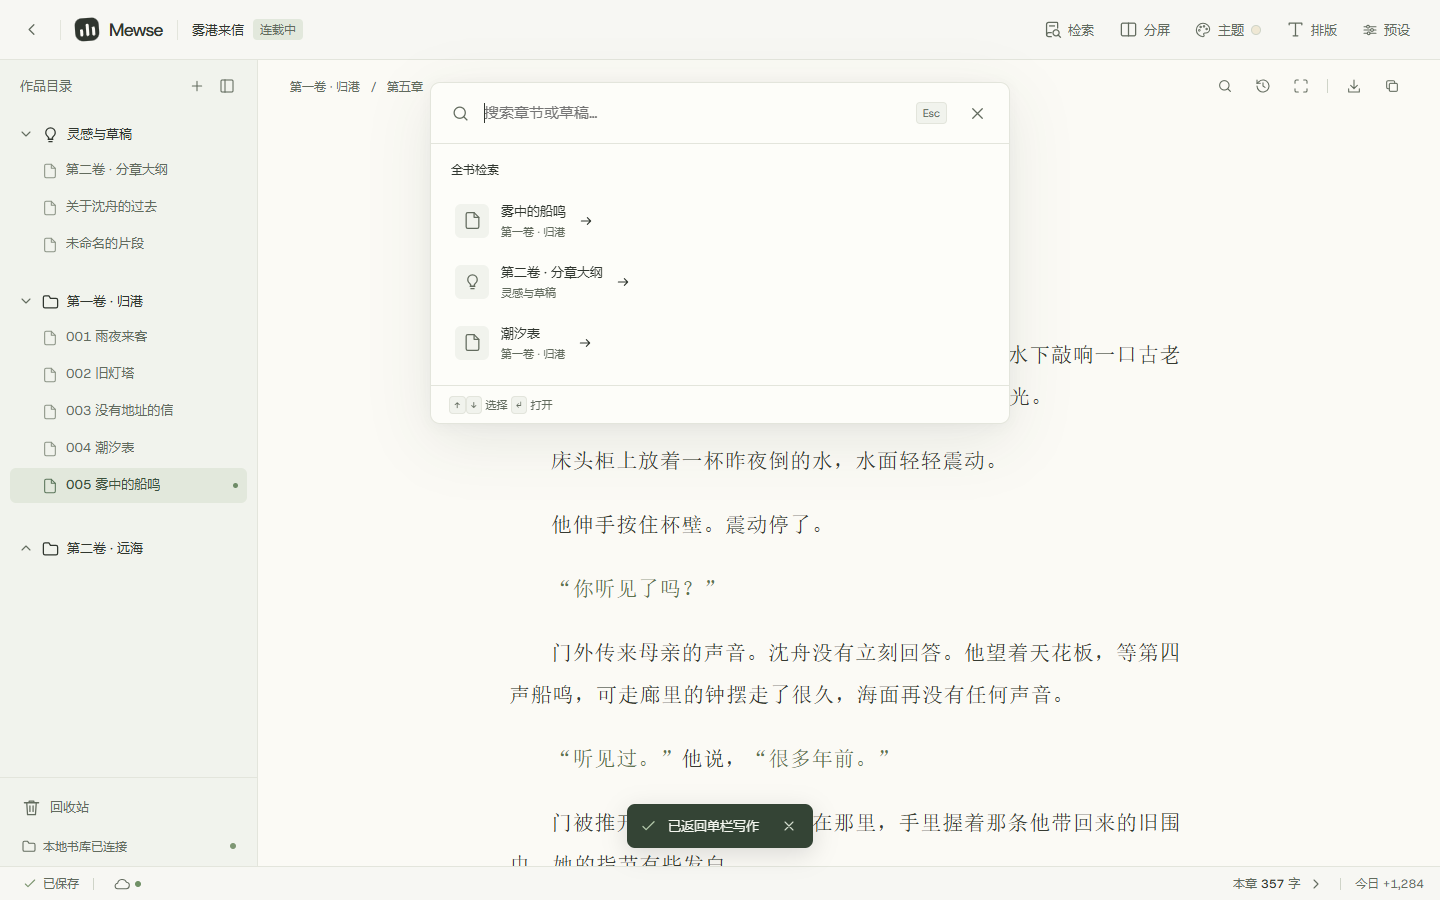 Mewse
雾港来信
连载中
检索
分屏
主题
排版
预设
作品目录
灵感与草稿
第二卷 · 分章大纲
关于沈舟的过去
未命名的片段
第一卷 · 归港
001 雨夜来客
002 旧灯塔
003 没有地址的信
004 潮汐表
005 雾中的船鸣
第二卷 · 远海
回收站
本地书库已连接
第一卷 · 归港 / 第五章
搜索章节或草稿...
Esc
全书检索
雾中的船鸣
第一卷 · 归港
第二卷 · 分章大纲
灵感与草稿
潮汐表
第一卷 · 归港
↑ ↓ 选择 ↵ 打开
水下敲响一口古老
光。
床头柜上放着一杯昨夜倒的水，水面轻轻震动。
他伸手按住杯壁。震动停了。
“你听见了吗？”
门外传来母亲的声音。沈舟没有立刻回答。他望着天花板，等第四
声船鸣，可走廊里的钟摆走了很久，海面再没有任何声音。
“听见过。”他说，“很多年前。”
门被推开
在那里，手里握着那条他带回来的旧围
巾，她的指节有些发白
已返回单栏写作
已保存
本章 357 字
今日 +1,284